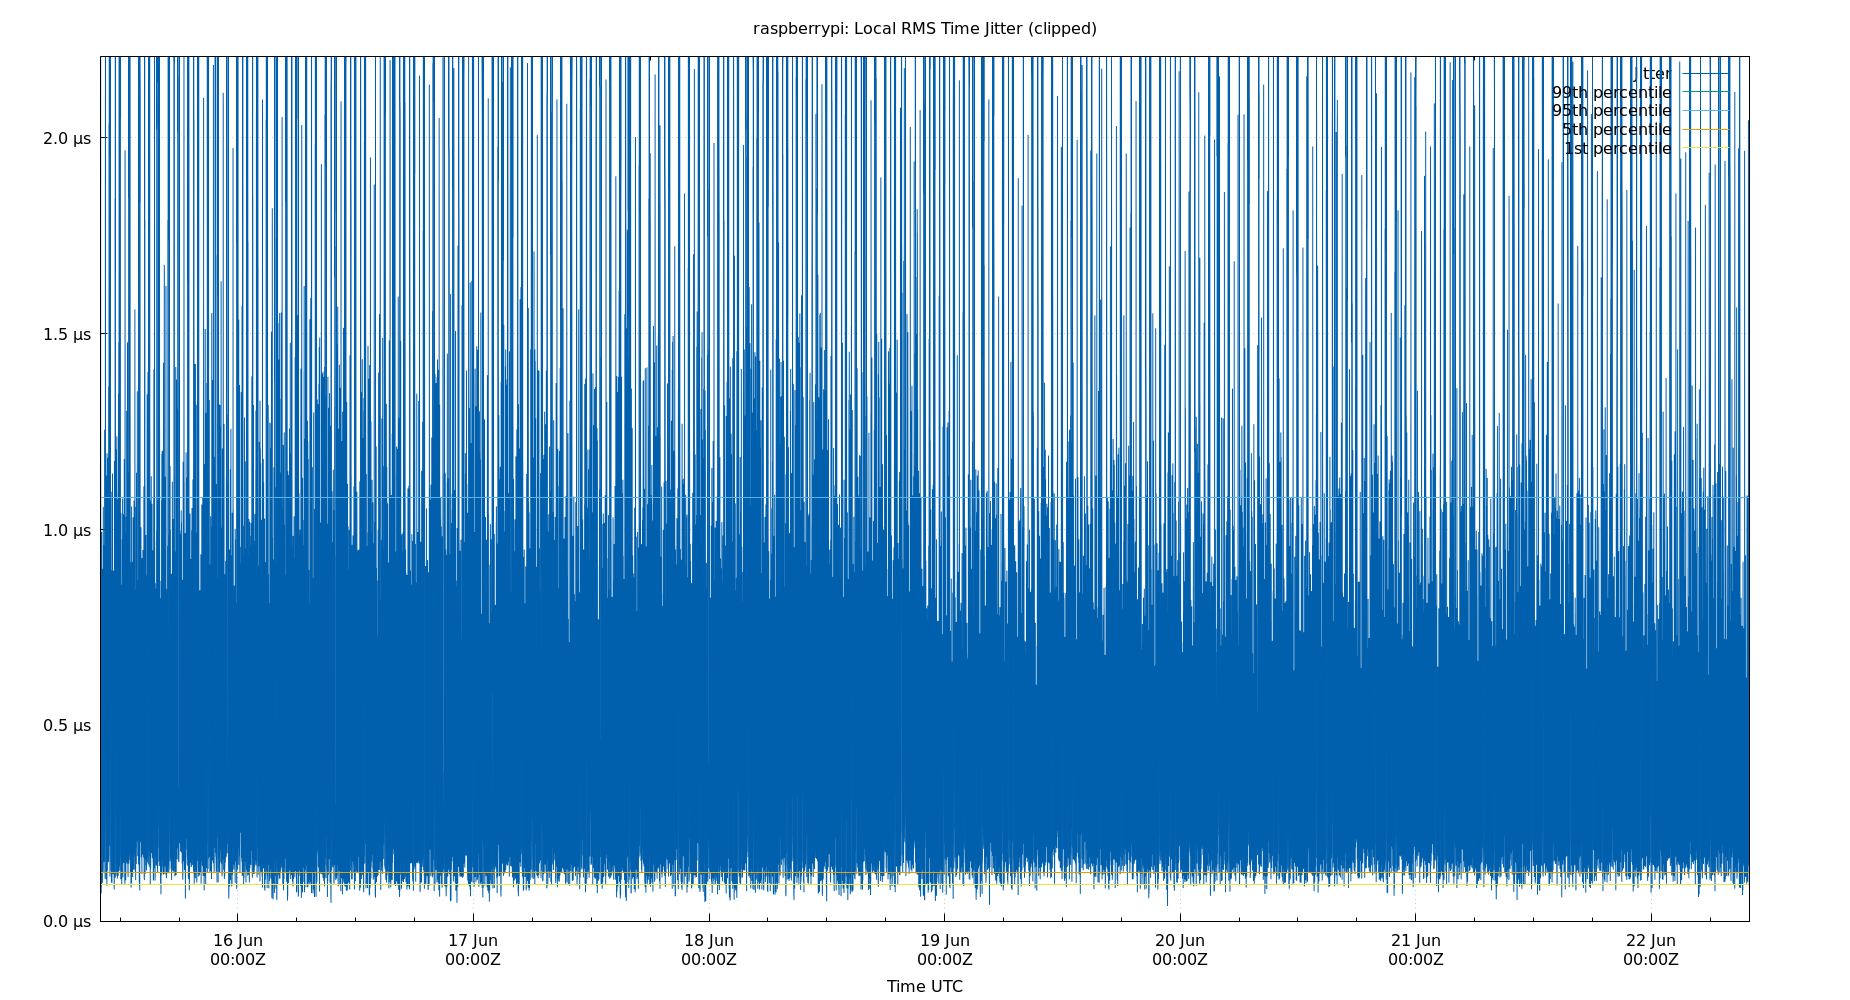 raspberrypi: Local RMS Time Jitter (clipped)
jitter
99th percentile
95th percentile
5th percentile
1st percentile
2.0 μs
1.5 μs
1.0 μs
0.5 μs
0.0 μs
16 Jun 17 Jun 18 Jun 19 Jun 20 Jun 21 Jun 22 Jun
00:00Z 00:00Z 00:00Z 00:00Z 00:00Z 00:00Z 00:00Z
Time UTC